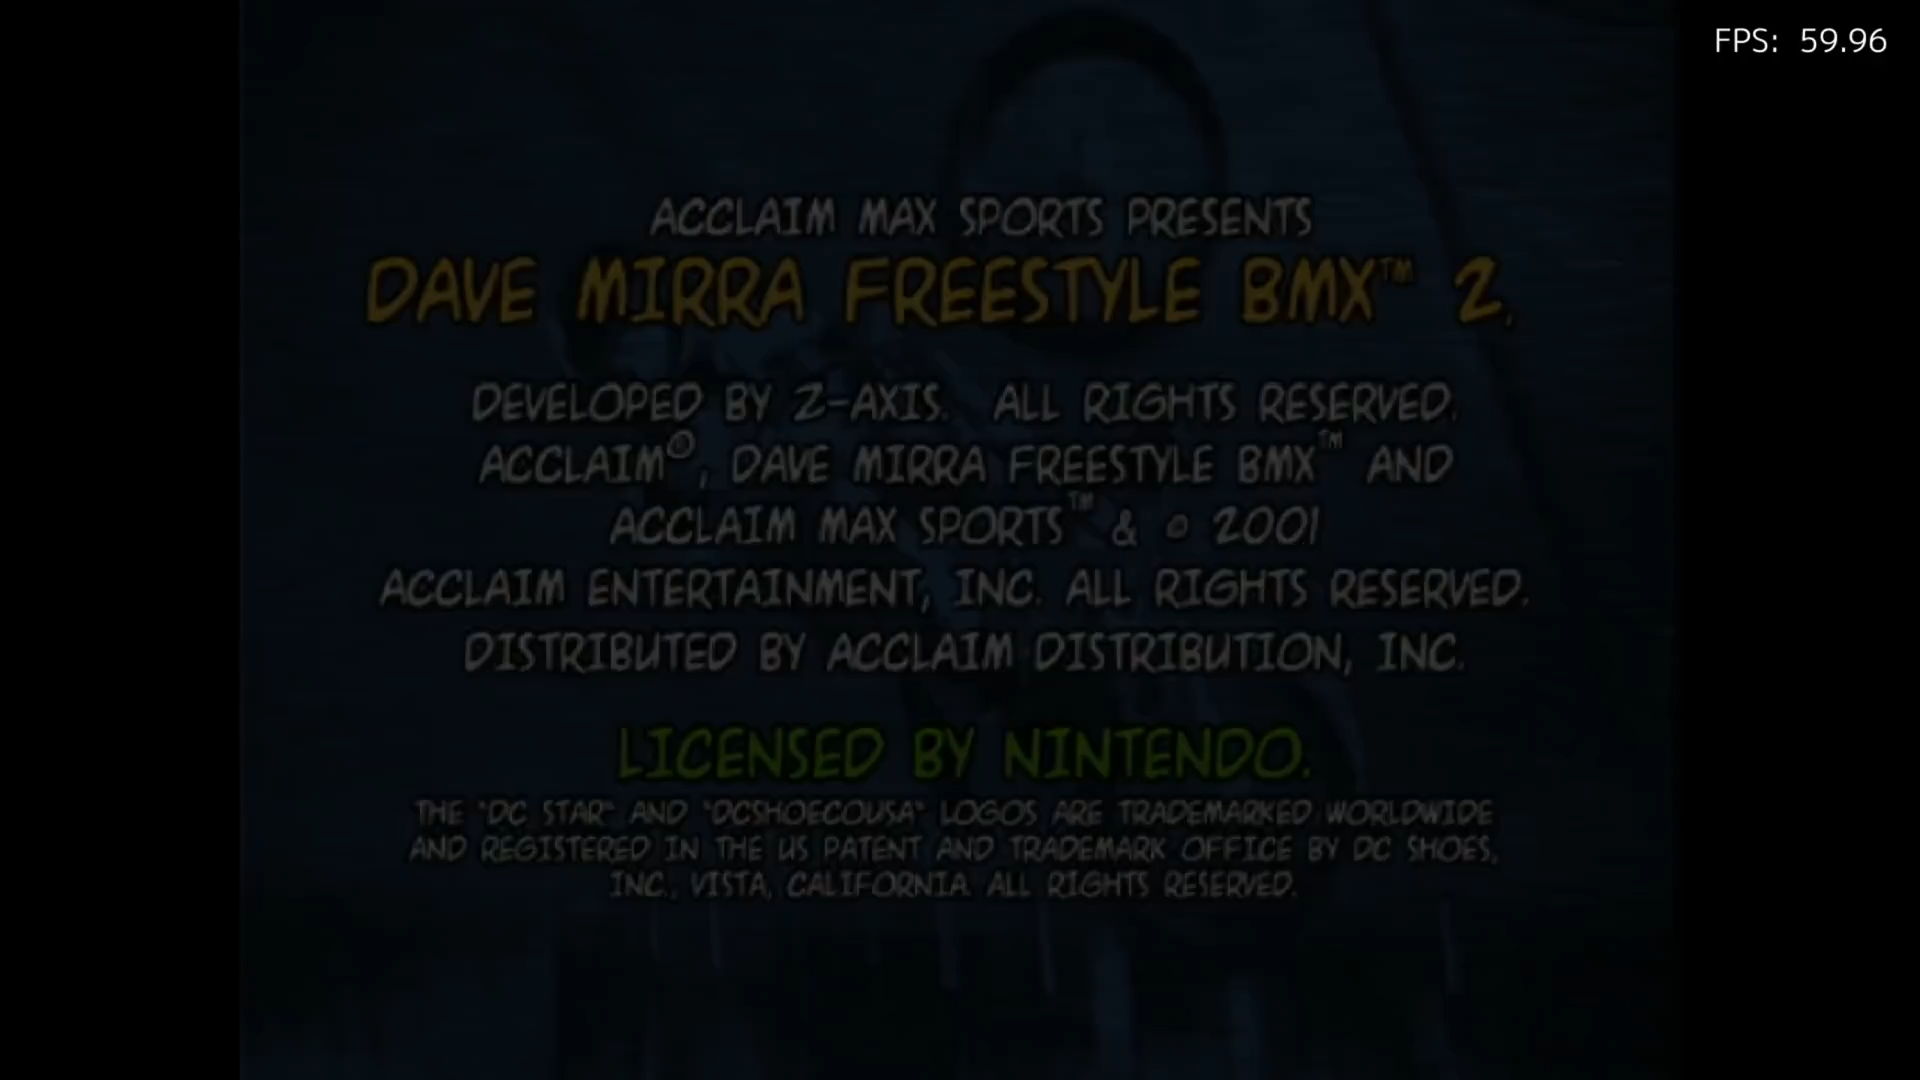 FPS: 59.96
ACCLAIM MAX SPORTS PRESENTS
DAVE MIRRA FREESTYLE BMX™ 2.
DEVELOPED BY Z-AXIS. ALL RIGHTS RESERVED.
ACCLAIM®, DAVE MIRRA FREESTYLE BMX™ AND
ACCLAIM MAX SPORTS™ & © 2001
ACCLAIM ENTERTAINMENT, INC. ALL RIGHTS RESERVED.
DISTRIBUTED BY ACCLAIM DISTRIBUTION, INC.
LICENSED BY NINTENDO.
THE "DC STAR" AND "DCSHOECOUSA" LOGOS ARE TRADEMARKED WORLDWIDE
AND REGISTERED IN THE US PATENT AND TRADEMARK OFFICE BY DC SHOES,
INC., VISTA, CALIFORNIA. ALL RIGHTS RESERVED.